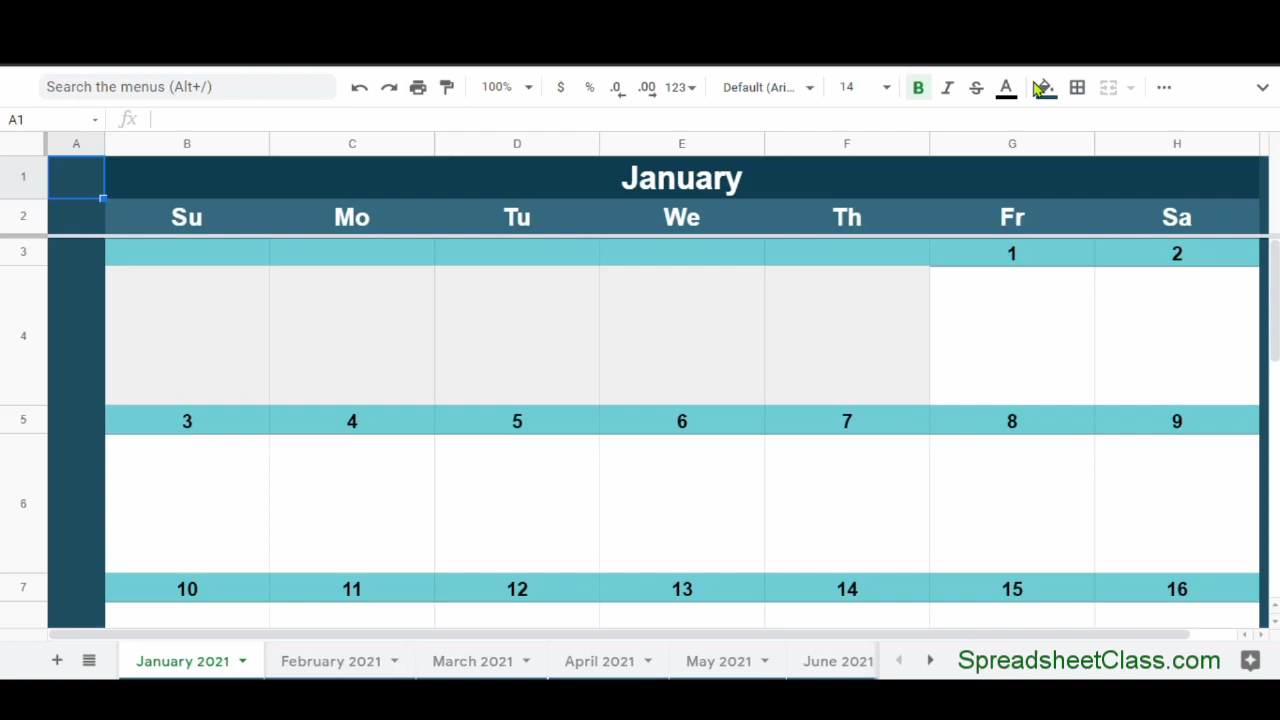 Search the menus (Alt+/) 100% $ % .0 .00 123 Default (Ari... 14 B I S A
A1 fx
A B C D E F G H
1 January
2 Su Mo Tu We Th Fr Sa
3 1 2
4
5 3 4 5 6 7 8 9
6
7 10 11 12 13 14 15 16
January 2021 February 2021 March 2021 April 2021 May 2021 June 2021 SpreadsheetClass.com